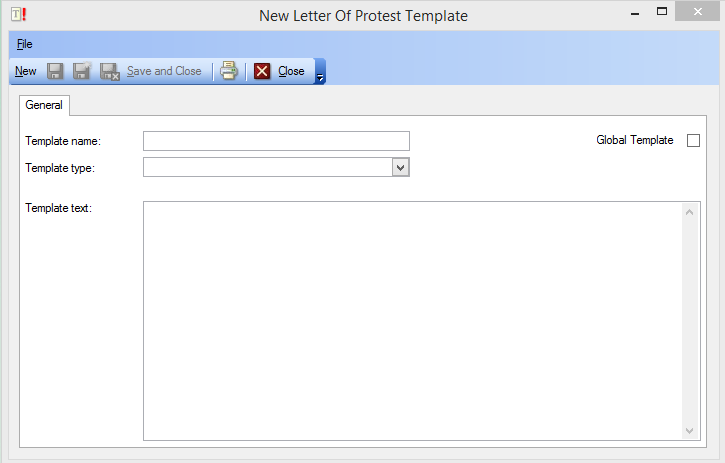 New Letter Of Protest Template
File
New Save and Close Close
General
Template name: Global Template
Template type:
Template text: